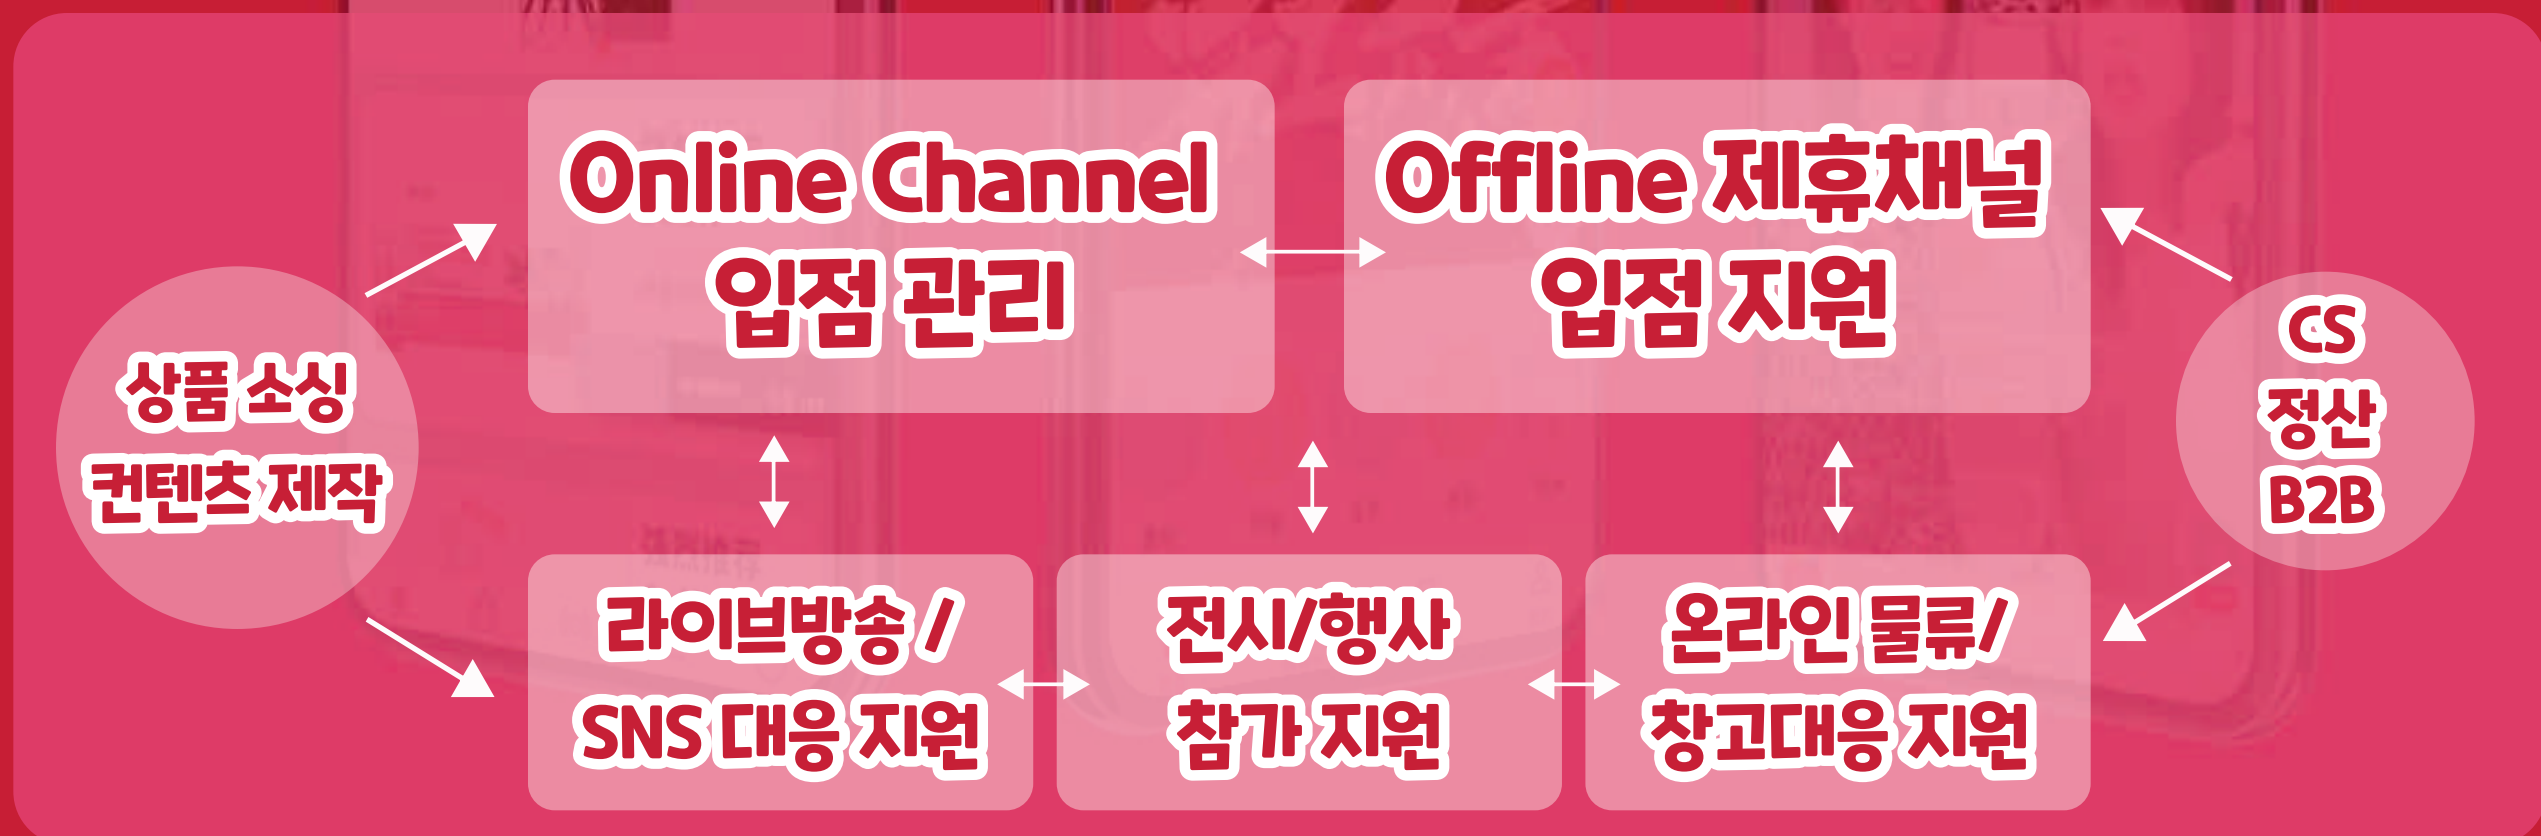 Online Channel
입점 관리
Offline 제휴채널
입점 지원
상품 소싱
컨텐츠 제작
CS
정산
B2B
라이브방송 /
SNS 대응 지원
전시/행사
참가 지원
온라인 물류/
창고대응 지원